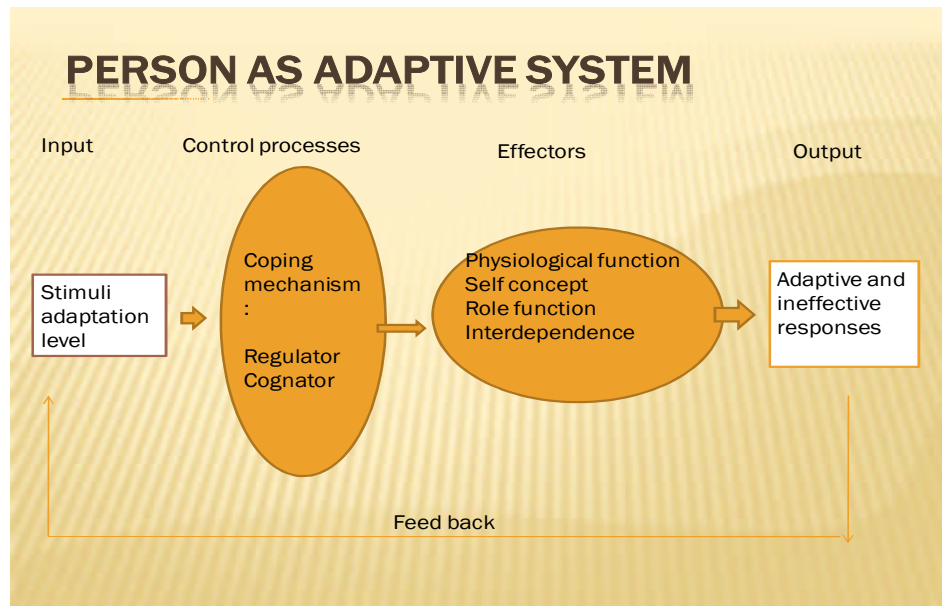 PERSON AS ADAPTIVE SYSTEM
Input
Control processes
Effectors
Output
Stimuli
adaptation
level
Coping
mechanism
:
Regulator
Cognator
Physiological function
Self concept
Role function
Interdependence
Adaptive and
ineffective
responses
Feed back